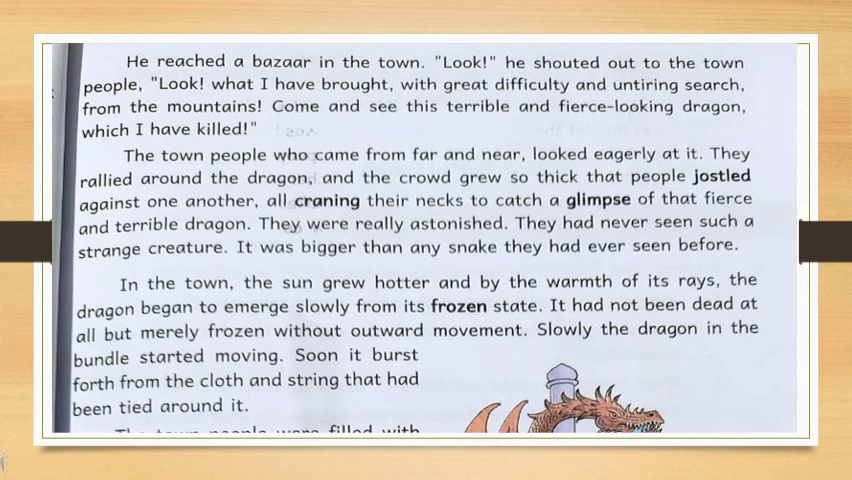 He reached a bazaar in the town. "Look!" he shouted out to the town
people, "Look! what I have brought, with great difficulty and untiring search,
from the mountains! Come and see this terrible and fierce-looking dragon,
which I have killed!"
The town people who came from far and near, looked eagerly at it. They
rallied around the dragon, and the crowd grew so thick that people jostled
against one another, all craning their necks to catch a glimpse of that fierce
and terrible dragon. They were really astonished. They had never seen such a
strange creature. It was bigger than any snake they had ever seen before.
In the town, the sun grew hotter and by the warmth of its rays, the
dragon began to emerge slowly from its frozen state. It had not been dead at
all but merely frozen without outward movement. Slowly the dragon in the
bundle started moving. Soon it burst
forth from the cloth and string that had
been tied around it.
The town people were filled with